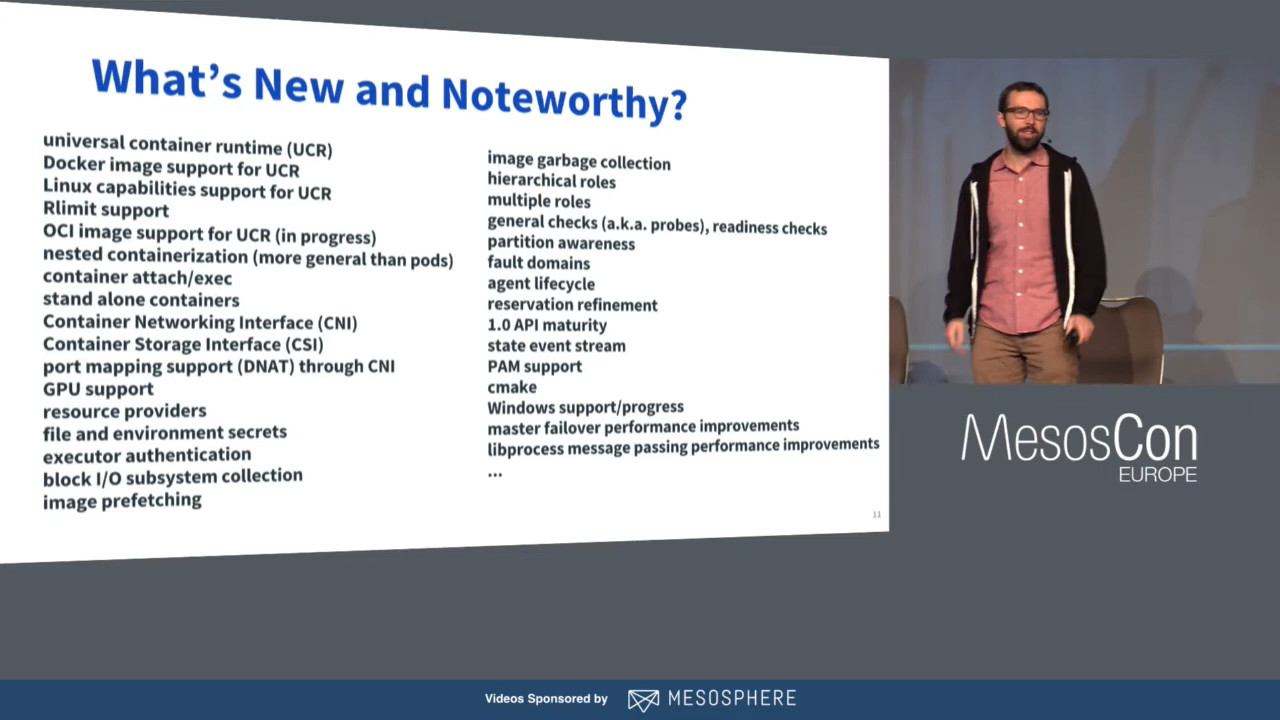 What's New and Noteworthy?
universal container runtime (UCR)
Docker image support for UCR
Linux capabilities support for UCR
Rlimit support
OCI image support for UCR (in progress)
nested containerization (more general than pods)
container attach/exec
stand alone containers
Container Networking Interface (CNI)
Container Storage Interface (CSI)
port mapping support (DNAT) through CNI
GPU support
resource providers
file and environment secrets
executor authentication
block I/O subsystem collection
image prefetching
image garbage collection
hierarchical roles
multiple roles
general checks (a.k.a. probes), readiness checks
partition awareness
fault domains
agent lifecycle
reservation refinement
1.0 API maturity
state event stream
PAM support
cmake
Windows support/progress
master failover performance improvements
libprocess message passing performance improvements
...
11
MesosCon
EUROPE
Videos Sponsored by MESOSPHERE